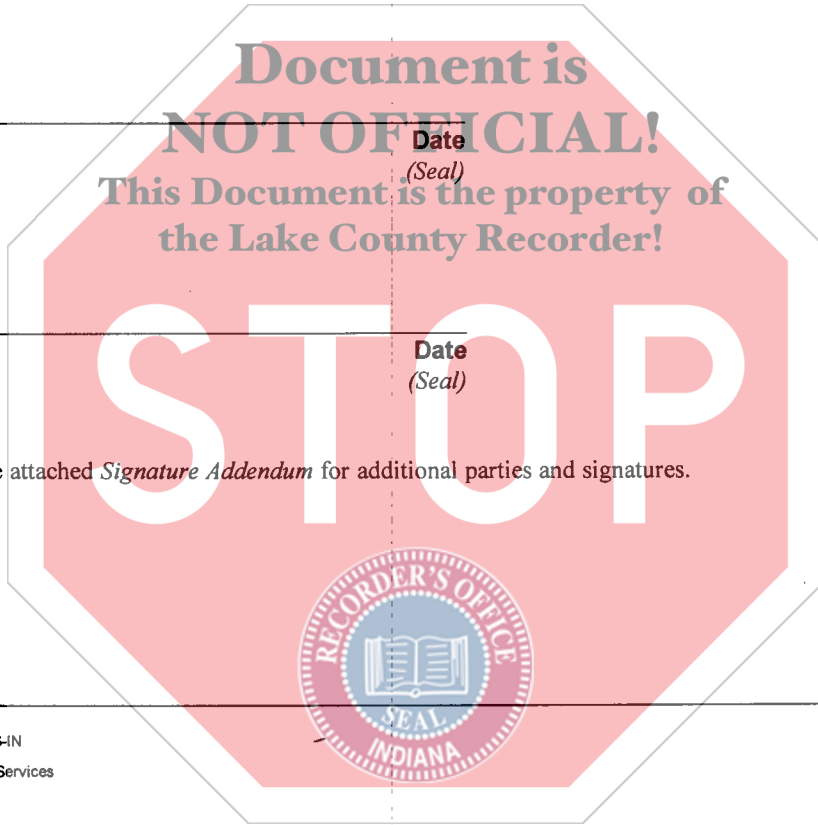 Document is
NOT OFFICIAL!
Date
(Seal)
This Document is the property of
the Lake County Recorder!
STOP
Date
(Seal)
attached Signature Addendum for additional parties and signatures.
RECORDER'S OFFICE
SEAL
INDIANA
-IN
Services